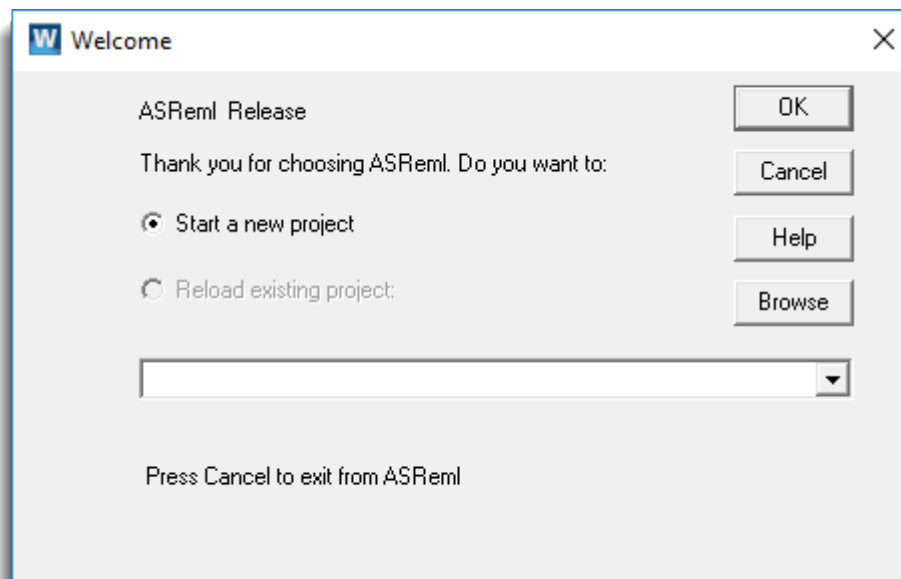 W Welcome
ASReml Release
OK
Thank you for choosing ASReml. Do you want to:
Cancel
Start a new project
Help
Reload existing project:
Browse
Press Cancel to exit from ASReml